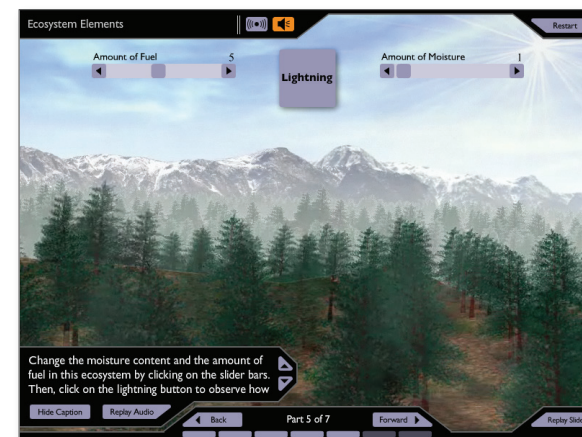 Ecosystem Elements
Restart
Amount of Fuel 5
Lightning
Amount of Moisture 1
Change the moisture content and the amount of
fuel in this ecosystem by clicking on the slider bars.
Then, click on the lightning button to observe how
Hide Caption
Replay Audio
Back
Part 5 of 7
Forward
Replay Slide